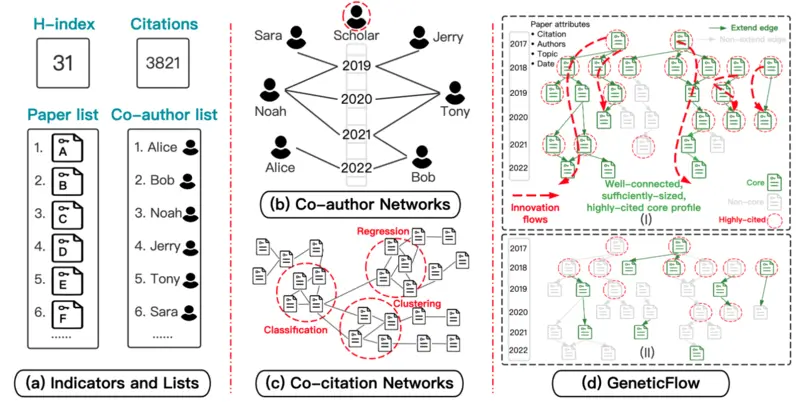 H-index
Citations
31
3821
Paper list
Co-author list
1.
A
2.
B
3.
C
4.
D
5.
E
6.
F
......
1. Alice
2. Bob
3. Noah
4. Jerry
5. Tony
6. Sara
......
(a) Indicators and Lists
Sara
Scholar
Jerry
2019
Noah
2020
Tony
2021
Alice
2022
Bob
(b) Co-author Networks
Regression
Clustering
Classification
(c) Co-citation Networks
Paper attributes
• Citation
• Authors
• Topic
• Date
Extend edge
Non-extend edge
2017
2018
2019
2020
2021
2022
Innovation
flows
Well-connected,
sufficiently-sized,
highly-cited core profile
(I)
Core
Non-core
Highly-cited
2017
2018
2019
2020
2021
2022
(II)
(d) GeneticFlow